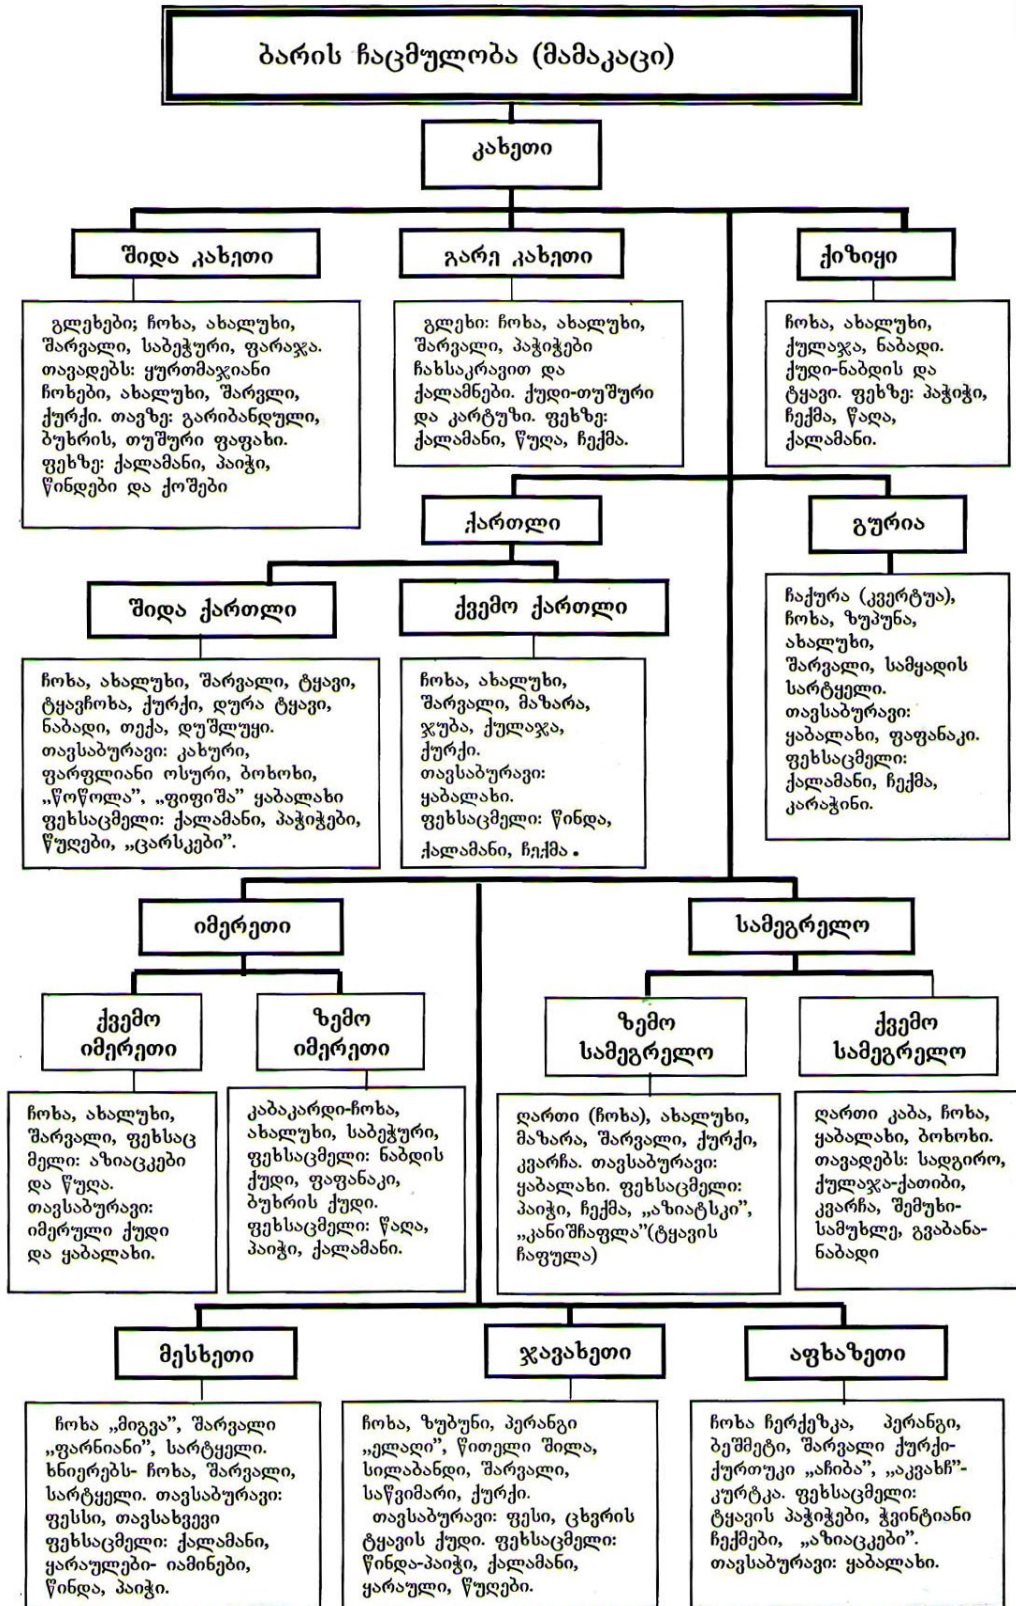 ბარის ჩაცმულობა (მამაკაცი)
კახეთი
შიდა კახეთი
გლეხები; ჩოხა, ახალუხი,
შარვალი, საბეჭური, ფარაჯა.
თავადებს: ყურთმაჯიანი
ჩოხები, ახალუხი, შარვლი,
ქურქი. თავზე: გარიბანდული,
ბუხრის, თუშური ფაფახი.
ფეხზე: ქალამანი, პაიჭი,
წინდები და ქოშები
გარე კახეთი
გლეხი: ჩოხა, ახალუხი,
შარვალი, პაჭიჭები
ჩახსაკრავით და
ქალამნები. ქუდი-თუშური
და კარტუზი. ფეხზე:
ქალამანი, წუღა, ჩექმა.
ქიზიყი
ჩოხა, ახალუხი,
ქულაჯა, ნაბადი.
ქუდი-ნაბდის და
ტყავი. ფეხზე: პაჭიჭი,
ჩექმა, წაღა,
ქალამანი.
ქართლი
გურია
შიდა ქართლი
ჩოხა, ახალუხი, შარვალი, ტყავი,
ტყავჩოხა, ქურქი, დურა ტყავი,
ნაბადი, თექა, დუშლუყი.
თავსაბურავი: კახური,
ფარფლიანი ოსური, ბოხოხი,
„წოწოლა”, „ფიფიშა” ყაბალახი
ფეხსაცმელი: ქალამანი, პაჭიჭები,
წუღები, „ცარსკები”.
ქვემო ქართლი
ჩოხა, ახალუხი,
შარვალი, მაზარა,
ჯუბა, ქულაჯა,
ქურქი.
თავსაბურავი:
ყაბალახი.
ფეხსაცმელი: წინდა,
ქალამანი, ჩექმა.
ჩაქურა (კვერტუა),
ჩოხა, ზუპუნა,
ახალუხი,
შარვალი, სამყადის
სარტყელი.
თავსაბურავი:
ყაბალახი, ფაფანაკი.
ფეხსაცმელი:
ქალამანი, ჩექმა,
კარაჭინი.
იმერეთი
სამეგრელო
ქვემო
იმერეთი
ჩოხა, ახალუხი,
შარვალი, ფეხსაც
მელი: აზიაცკები
და წუღა.
თავსაბურავი:
იმერული ქუდი
და ყაბალახი.
ზემო
იმერეთი
კაბაკარდი-ჩოხა,
ახალუხი, საბეჭური,
ფეხსაცმელი: ნაბდის
ქუდი, ფაფანაკი,
ბუხრის ქუდი.
ფეხსაცმელი: წაღა,
პაიჭი, ქალამანი.
ზემო
სამეგრელო
ღართი (ჩოხა), ახალუხი,
მაზარა, შარვალი, ქურქი,
კვარჩა. თავსაბურავი:
ყაბალახი. ფეხსაცმელი:
პაიჭი, ჩექმა, „აზიატსკი”,
„კანიშჩაფლა”(ტყავის
ჩაფულა)
ქვემო
სამეგრელო
ღართი კაბა, ჩოხა,
ყაბალახი, ბოხოხი.
თავადებს: სადგირო,
ქულაჯა-ქათიბი,
კვარჩა, შემუხი-
სამუხლე, გვაბანა-
ნაბადი
მესხეთი
ჩოხა „მიგვა”, შარვალი
„ფარნიანი”, სარტყელი.
ხნიერებს- ჩოხა, შარვალი,
სარტყელი. თავსაბურავი:
ფესსი, თავსახვევი
ფეხსაცმელი: ქალამანი,
ყარაულები- იამინები,
წინდა, პაიჭი.
ჯავახეთი
ჩოხა, ზუბუნი, პერანგი
„ელაღი”, წითელი შილა,
სილაბანდი, შარვალი,
საწვიმარი, ქურქი.
თავსაბურავი: ფესი, ცხვრის
ტყავის ქუდი. ფეხსაცმელი:
წინდა-პაიჭი, ქალამანი,
ყარაული, წუღები.
აფხაზეთი
ჩოხა ჩერქეზკა, პერანგი,
ბეშმეტი, შარვალი ქურქი-
ქურთუკი „აჩიბა”, „აკვახჩ”-
კურტკა. ფეხსაცმელი:
ტყავის პაჭიჭები, ჭვინტიანი
ჩექმები, „აზიაცკები”.
თავსაბურავი: ყაბალახი.